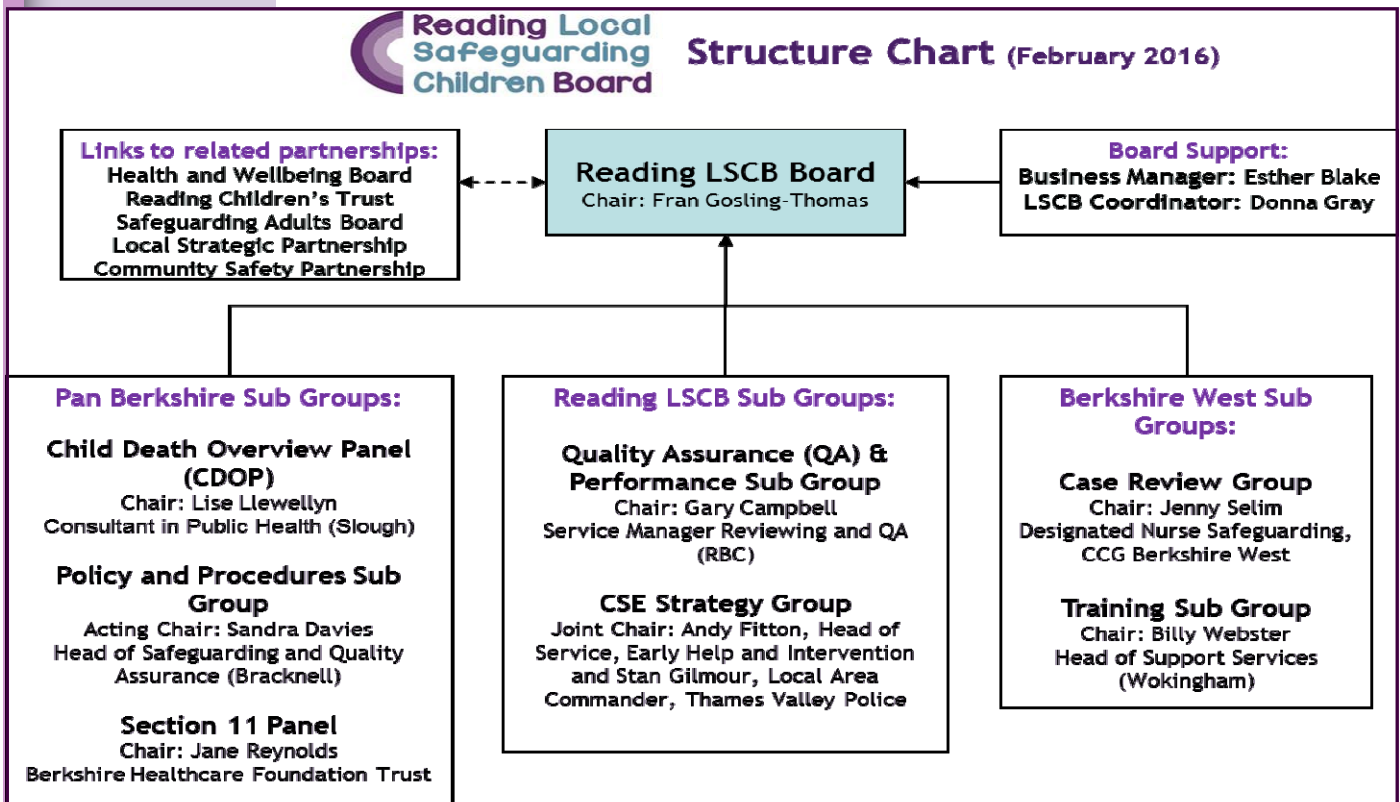 Reading Local
Safeguarding
Children Board
Structure Chart (February 2016)
Links to related partnerships:
Health and Wellbeing Board
Reading Children's Trust
Safeguarding Adults Board
Local Strategic Partnership
Community Safety Partnership
Reading LSCB Board
Chair: Fran Gosling-Thomas
Board Support:
Business Manager: Esther Blake
LSCB Coordinator: Donna Gray
Pan Berkshire Sub Groups:
Child Death Overview Panel
(CDOP)
Chair: Lise Llewellyn
Consultant in Public Health (Slough)
Policy and Procedures Sub
Group
Acting Chair: Sandra Davies
Head of Safeguarding and Quality
Assurance (Bracknell)
Section 11 Panel
Chair: Jane Reynolds
Berkshire Healthcare Foundation Trust
Reading LSCB Sub Groups:
Quality Assurance (QA) &
Performance Sub Group
Chair: Gary Campbell
Service Manager Reviewing and QA
(RBC)
CSE Strategy Group
Joint Chair: Andy Fitton, Head of
Service, Early Help and Intervention
and Stan Gilmour, Local Area
Commander, Thames Valley Police
Berkshire West Sub
Groups:
Case Review Group
Chair: Jenny Selim
Designated Nurse Safeguarding,
CCG Berkshire West
Training Sub Group
Chair: Billy Webster
Head of Support Services
(Wokingham)